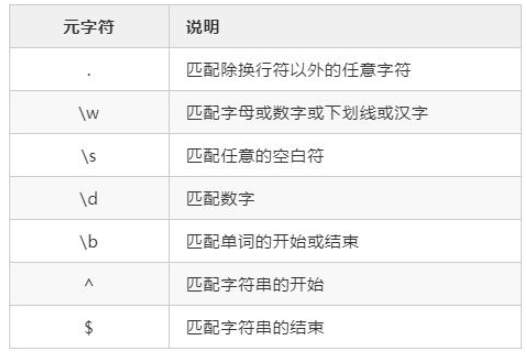 元字符 说明
. 匹配除换行符以外的任意字符
\w 匹配字母或数字或下划线或汉字
\s 匹配任意的空白符
\d 匹配数字
\b 匹配单词的开始或结束
^ 匹配字符串的开始
$ 匹配字符串的结束